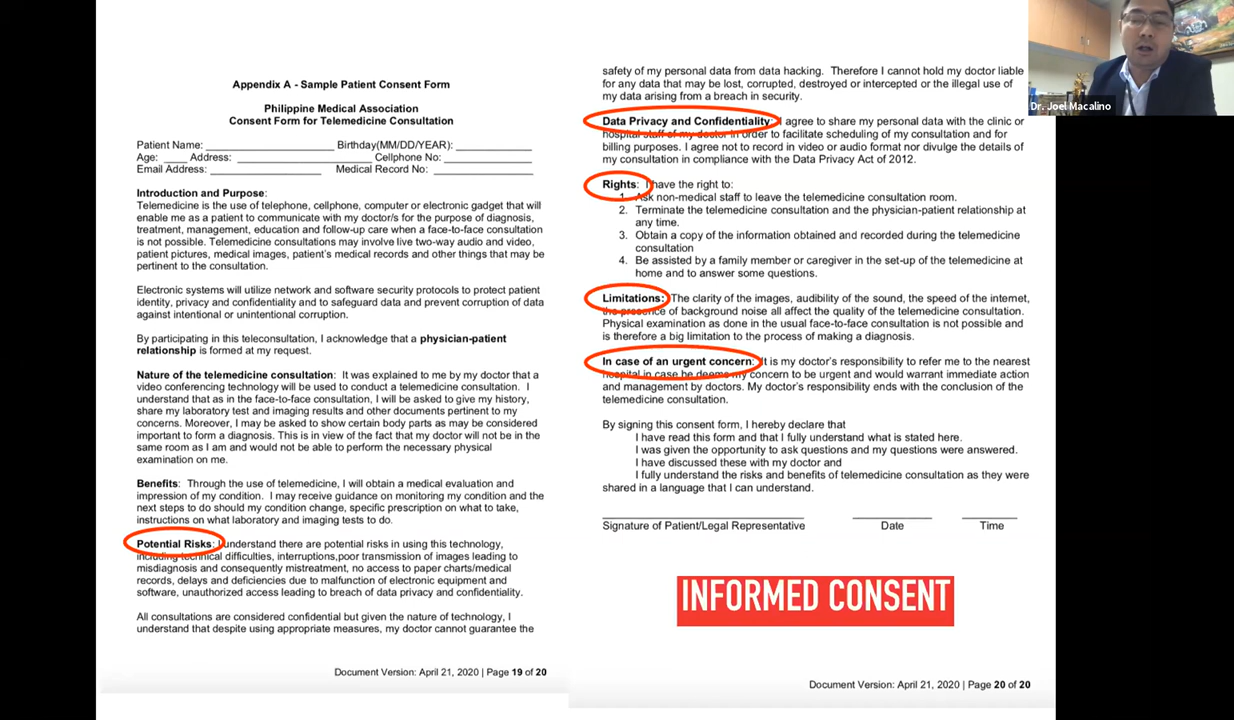 Appendix A - Sample Patient Consent Form
Philippine Medical Association
Consent Form for Telemedicine Consultation
Patient Name: ______________________ Birthday(MM/DD/YEAR): _____________
Age: ____ Address: ______________________ Cellphone No: _______________
Email Address: ___________________ Medical Record No: _________________
Introduction and Purpose:
Telemedicine is the use of telephone, cellphone, computer or electronic gadget that will
enable me as a patient to communicate with my doctor/s for the purpose of diagnosis,
treatment, management, education and follow-up care when a face-to-face consultation
is not possible. Telemedicine consultations may involve live two-way audio and video,
patient pictures, medical images, patient's medical records and other things that may be
pertinent to the consultation.
Electronic systems will utilize network and software security protocols to protect patient
identity, privacy and confidentiality and to safeguard data and prevent corruption of data
against intentional or unintentional corruption.
By participating in this teleconsultation, I acknowledge that a physician-patient
relationship is formed at my request.
Nature of the telemedicine consultation: It was explained to me by my doctor that a
video conferencing technology will be used to conduct a telemedicine consultation. I
understand that as in the face-to-face consultation, I will be asked to give my history,
share my laboratory test and imaging results and other documents pertinent to my
concerns. Moreover, I may be asked to show certain body parts as may be considered
important to form a diagnosis. This is in view of the fact that my doctor will not be in the
same room as I am and would not be able to perform the necessary physical
examination on me.
Benefits: Through the use of telemedicine, I will obtain a medical evaluation and
impression of my condition. I may receive guidance on monitoring my condition and the
next steps to do should my condition change, specific prescription on what to take,
instructions on what laboratory and imaging tests to do.
Potential Risks: I understand there are potential risks in using this technology,
including technical difficulties, interruptions,poor transmission of images leading to
misdiagnosis and consequently mistreatment, no access to paper charts/medical
records, delays and deficiencies due to malfunction of electronic equipment and
software, unauthorized access leading to breach of data privacy and confidentiality.
All consultations are considered confidential but given the nature of technology, I
understand that despite using appropriate measures, my doctor cannot guarantee the
Document Version: April 21, 2020 | Page 19 of 20
safety of my personal data from data hacking. Therefore I cannot hold my doctor liable
for any data that may be lost, corrupted, destroyed or intercepted or the illegal use of
my data arising from a breach in security.
Data Privacy and Confidentiality: I agree to share my personal data with the clinic or
hospital staff of my doctor in order to facilitate scheduling of my consultation and for
billing purposes. I agree not to record in video or audio format nor divulge the details of
my consultation in compliance with the Data Privacy Act of 2012.
Rights: I have the right to:
1. Ask non-medical staff to leave the telemedicine consultation room.
2. Terminate the telemedicine consultation and the physician-patient relationship at
any time.
3. Obtain a copy of the information obtained and recorded during the telemedicine
consultation
4. Be assisted by a family member or caregiver in the set-up of the telemedicine at
home and to answer some questions.
Limitations: The clarity of the images, audibility of the sound, the speed of the internet,
the presence of background noise all affect the quality of the telemedicine consultation.
Physical examination as done in the usual face-to-face consultation is not possible and
is therefore a big limitation to the process of making a diagnosis.
In case of an urgent concern: It is my doctor's responsibility to refer me to the nearest
hospital in case he deems my concern to be urgent and would warrant immediate action
and management by doctors. My doctor's responsibility ends with the conclusion of the
telemedicine consultation.
By signing this consent form, I hereby declare that
I have read this form and that I fully understand what is stated here.
I was given the opportunity to ask questions and my questions were answered.
I have discussed these with my doctor and
I fully understand the risks and benefits of telemedicine consultation as they were
shared in a language that I can understand.
Signature of Patient/Legal Representative Date Time
INFORMED CONSENT
Document Version: April 21, 2020 | Page 20 of 20
Dr. Joel Macalino